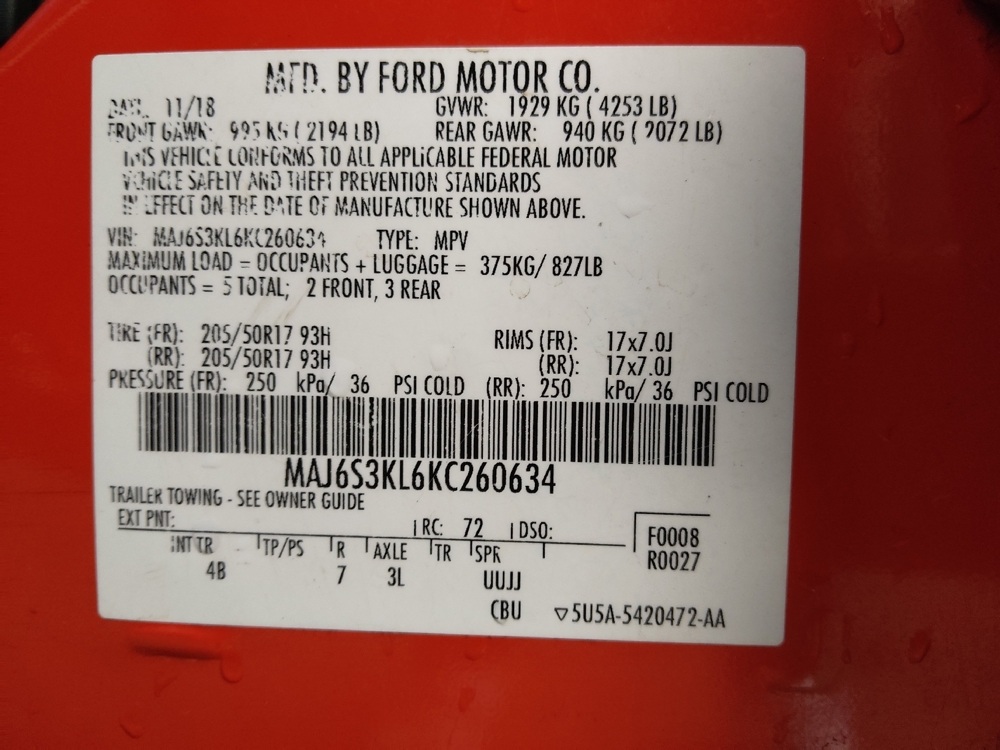 MFD. BY FORD MOTOR CO.
DATE: 11/18 GVWR: 1929 KG ( 4253 LB)
FRONT GAWR: 995 KG ( 2194 LB) REAR GAWR: 940 KG ( 2072 LB)
THIS VEHICLE CONFORMS TO ALL APPLICABLE FEDERAL MOTOR
VEHICLE SAFETY AND THEFT PREVENTION STANDARDS
IN EFFECT ON THE DATE OF MANUFACTURE SHOWN ABOVE.
VIN: MAJ6S3KL6KC260634 TYPE: MPV
MAXIMUM LOAD = OCCUPANTS + LUGGAGE = 375KG/ 827LB
OCCUPANTS = 5 TOTAL; 2 FRONT, 3 REAR
TIRE (FR): 205/50R17 93H RIMS (FR): 17x7.0J
(RR): 205/50R17 93H (RR): 17x7.0J
PRESSURE (FR): 250 kPa/ 36 PSI COLD (RR): 250 kPa/ 36 PSI COLD
MAJ6S3KL6KC260634
TRAILER TOWING - SEE OWNER GUIDE
EXT PNT: RC: 72 DSO: F0008
R0027
INT TR TP/PS R AXLE TR SPR
4B 7 3L UUJJ
CBU ▽5U5A-5420472-AA